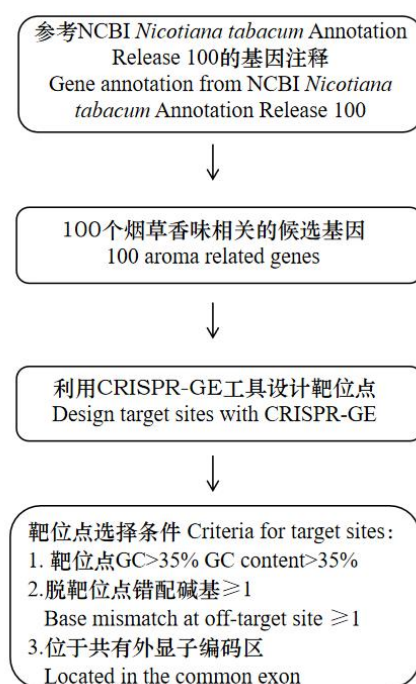 参考NCBI Nicotiana tabacum Annotation
Release 100的基因注释
Gene annotation from NCBI Nicotiana
tabacum Annotation Release 100
100个烟草香味相关的候选基因
100 aroma related genes
利用CRISPR-GE工具设计靶位点
Design target sites with CRISPR-GE
靶位点选择条件 Criteria for target sites:
1. 靶位点GC>35% GC content>35%
2.脱靶位点错配碱基≥1
Base mismatch at off-target site ≥1
3.位于共有外显子编码区
Located in the common exon